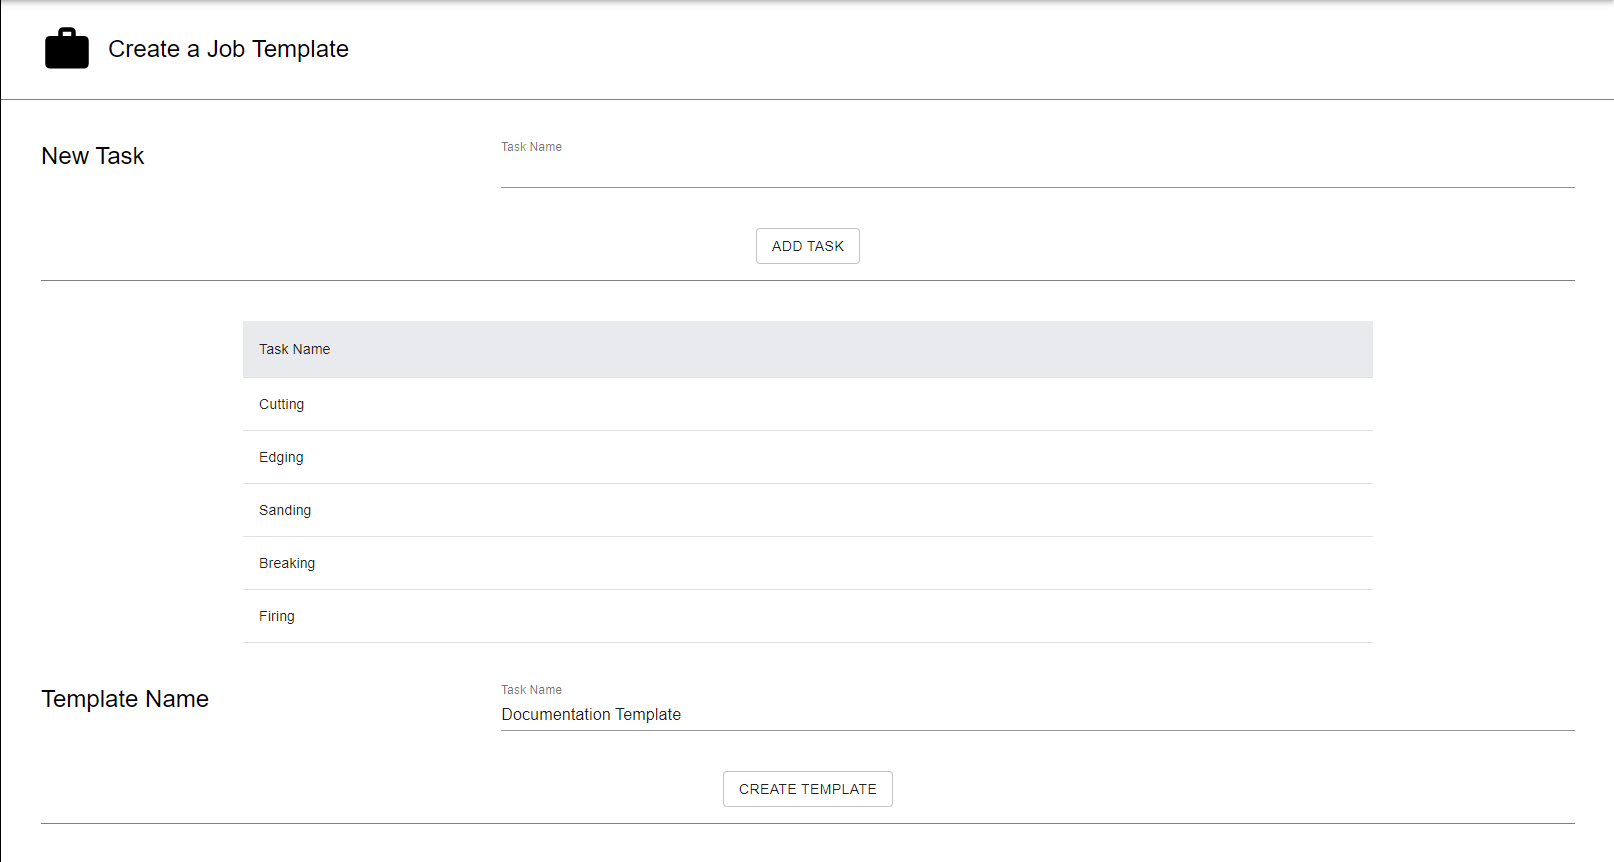 Create a Job Template
New Task
Task Name
ADD TASK
Task Name
Cutting
Edging
Sanding
Breaking
Firing
Template Name
Task Name
Documentation Template
CREATE TEMPLATE